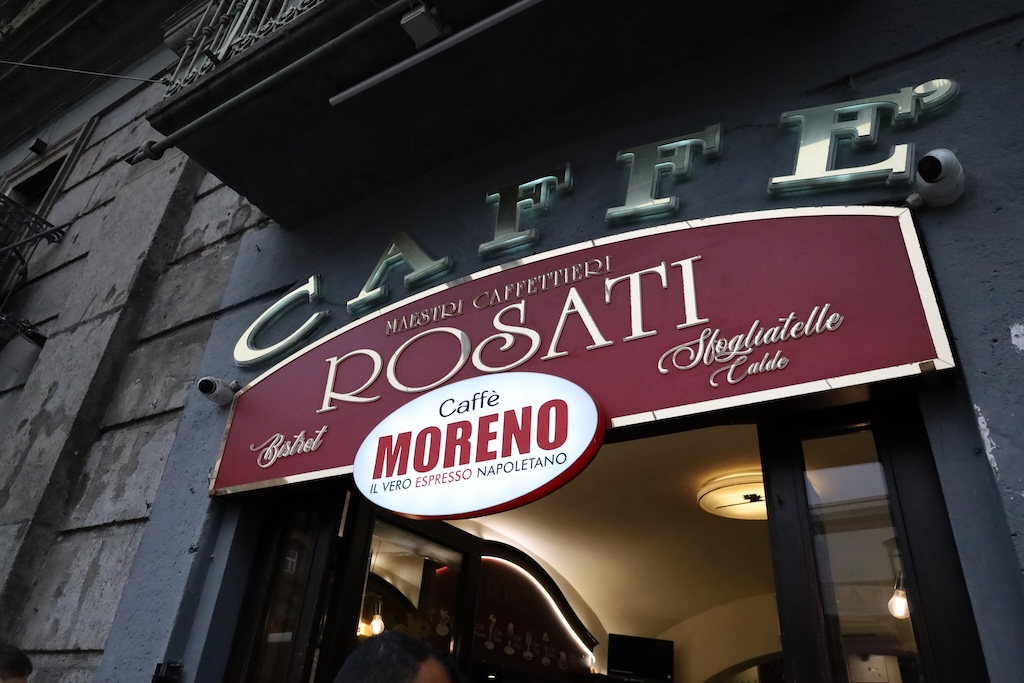 CAFFE'
MAESTRI CAFFETTIERI
ROSATI
Bistrot
Sfogliatelle
Calde
Caffè
MORENO
IL VERO ESPRESSO NAPOLETANO